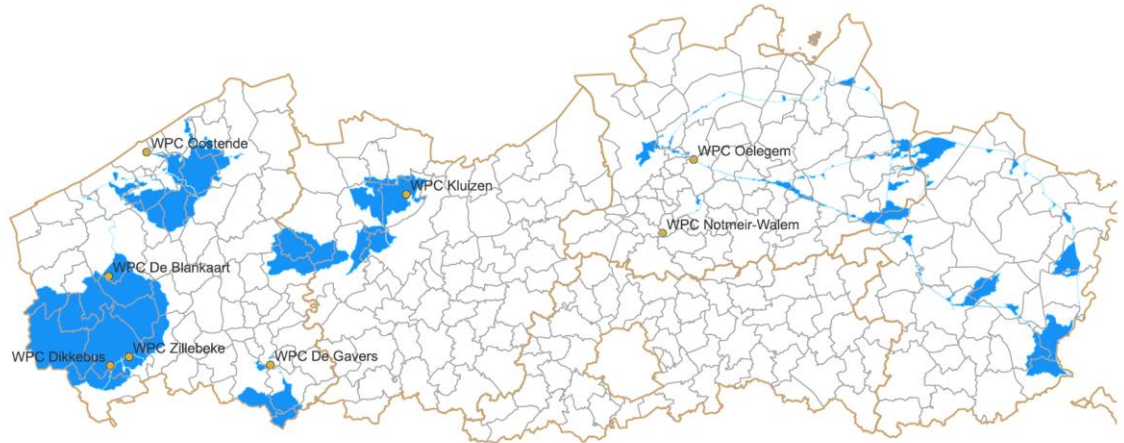 WPC Oostende
WPC Oelegem
WPC Kluizen
WPC Notmeir-Walem
WPC De Blankaart
WPC Zillebeke
WPC Dikkebus
WPC De Gavers